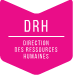 DRH
DIRECTION
DES RESSOURCES
HUMAINES